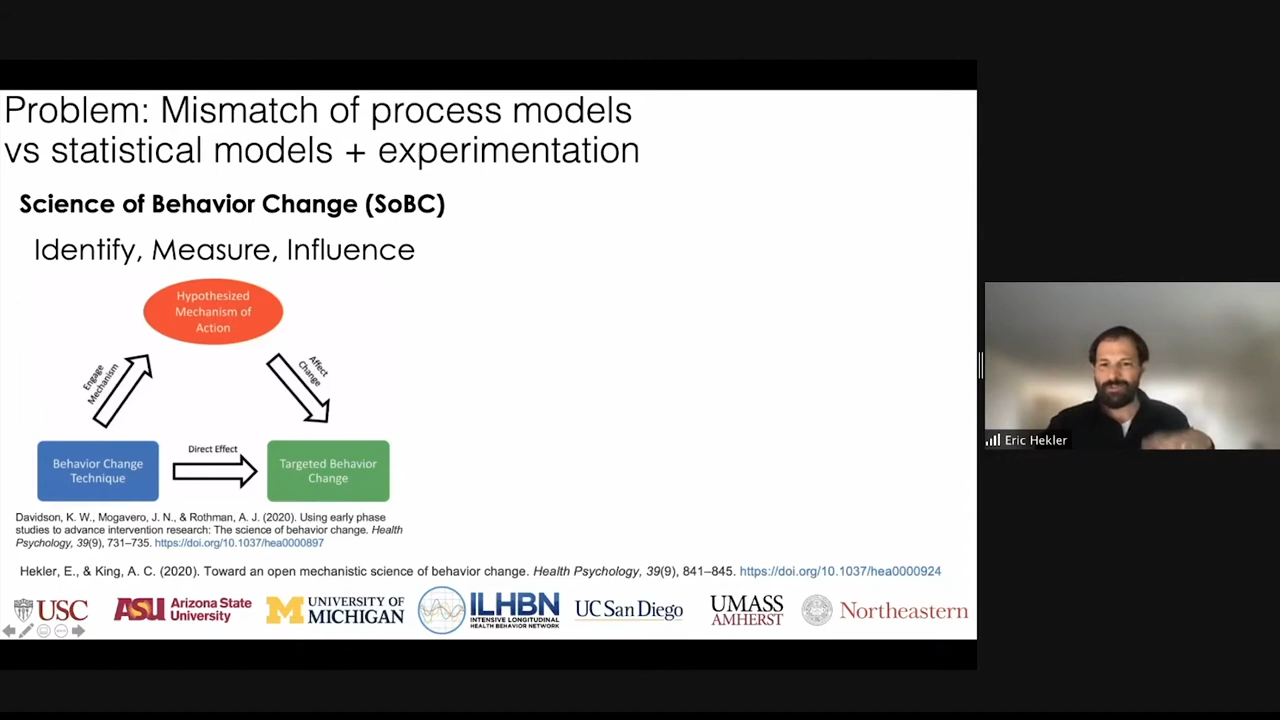 Problem: Mismatch of process models
vs statistical models + experimentation
Science of Behavior Change (SoBC)
Identify, Measure, Influence
Hypothesized
Mechanism of
Action
Engage
Mechanism
Affect
Change
Behavior Change
Technique
Direct Effect
Targeted Behavior
Change
Davidson, K. W., Mogavero, J. N., & Rothman, A. J. (2020). Using early phase
studies to advance intervention research: The science of behavior change. Health
Psychology, 39(9), 731–735. https://doi.org/10.1037/hea0000897
Hekler, E., & King, A. C. (2020). Toward an open mechanistic science of behavior change. Health Psychology, 39(9), 841–845. https://doi.org/10.1037/hea0000924
USC
ASU Arizona State
University
M UNIVERSITY OF
MICHIGAN
ILHBN
INTENSIVE LONGITUDINAL
HEALTH BEHAVIOR NETWORK
UC San Diego
UMASS
AMHERST
Northeastern
Eric Hekler